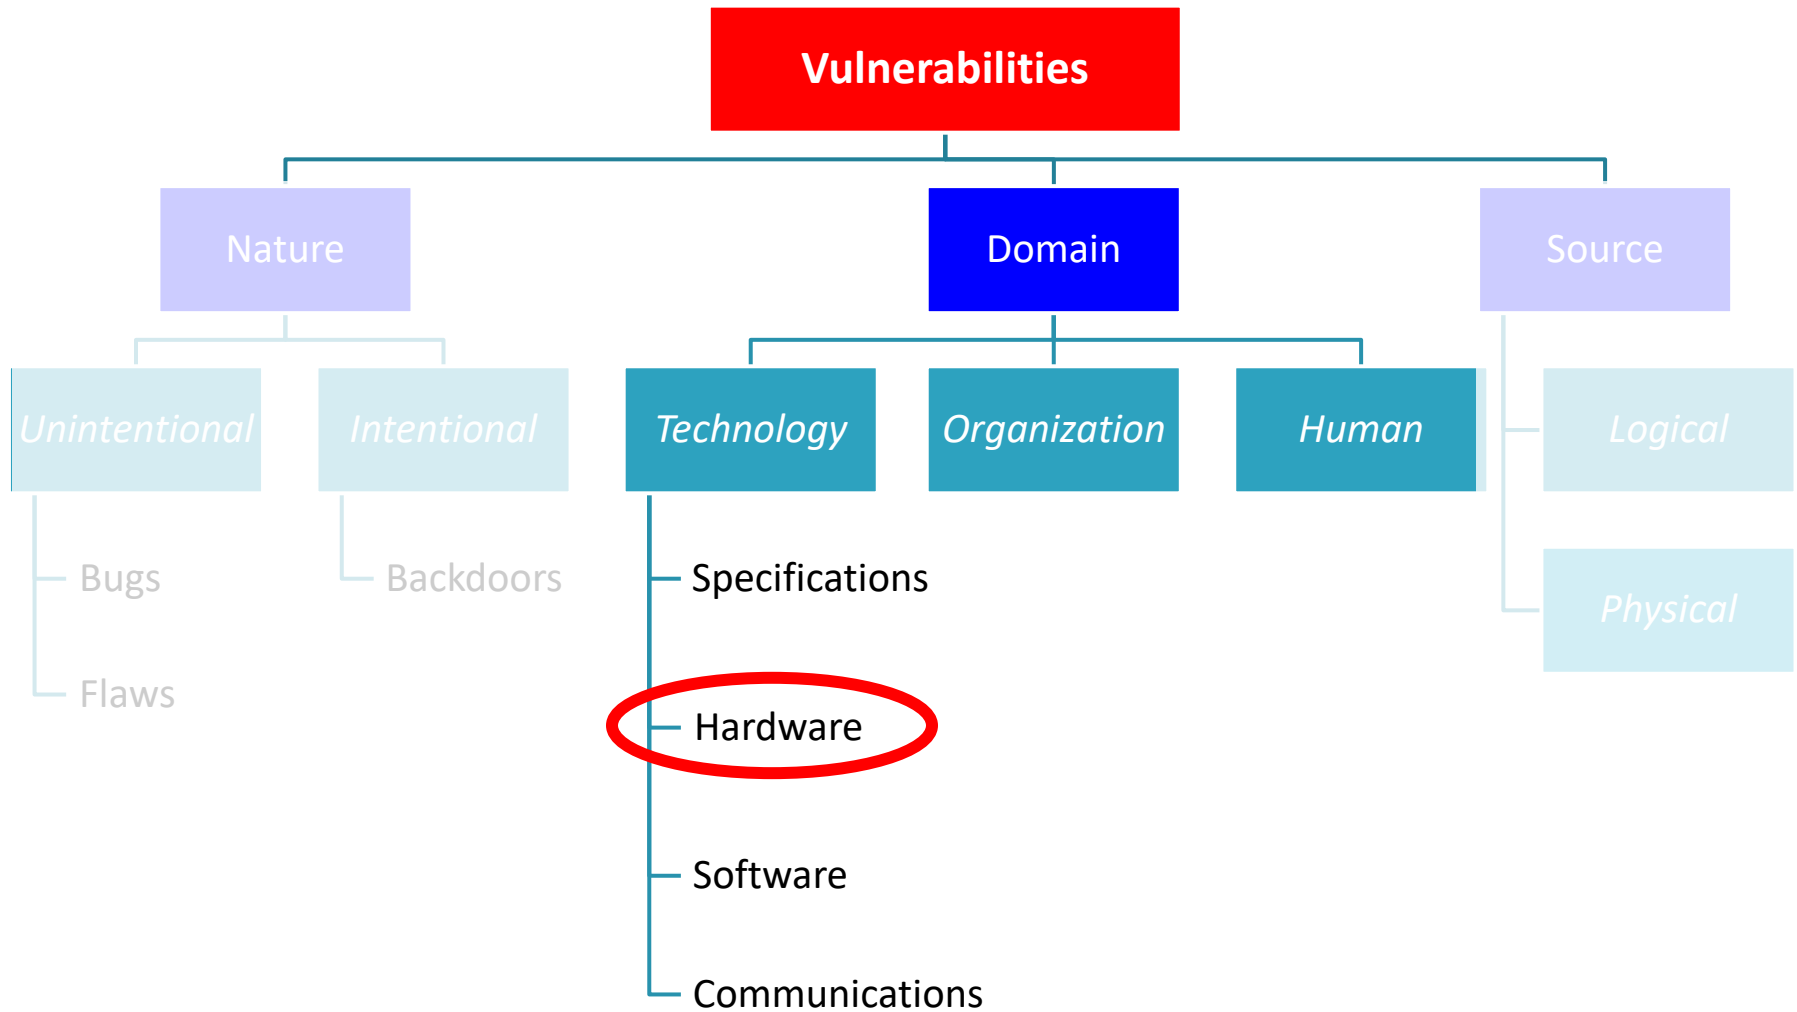 Vulnerabilities
Nature
Domain
Source
Unintentional
Intentional
Technology
Organization
Human
Logical
Bugs
Backdoors
Specifications
Physical
Flaws
Hardware
Software
Communications